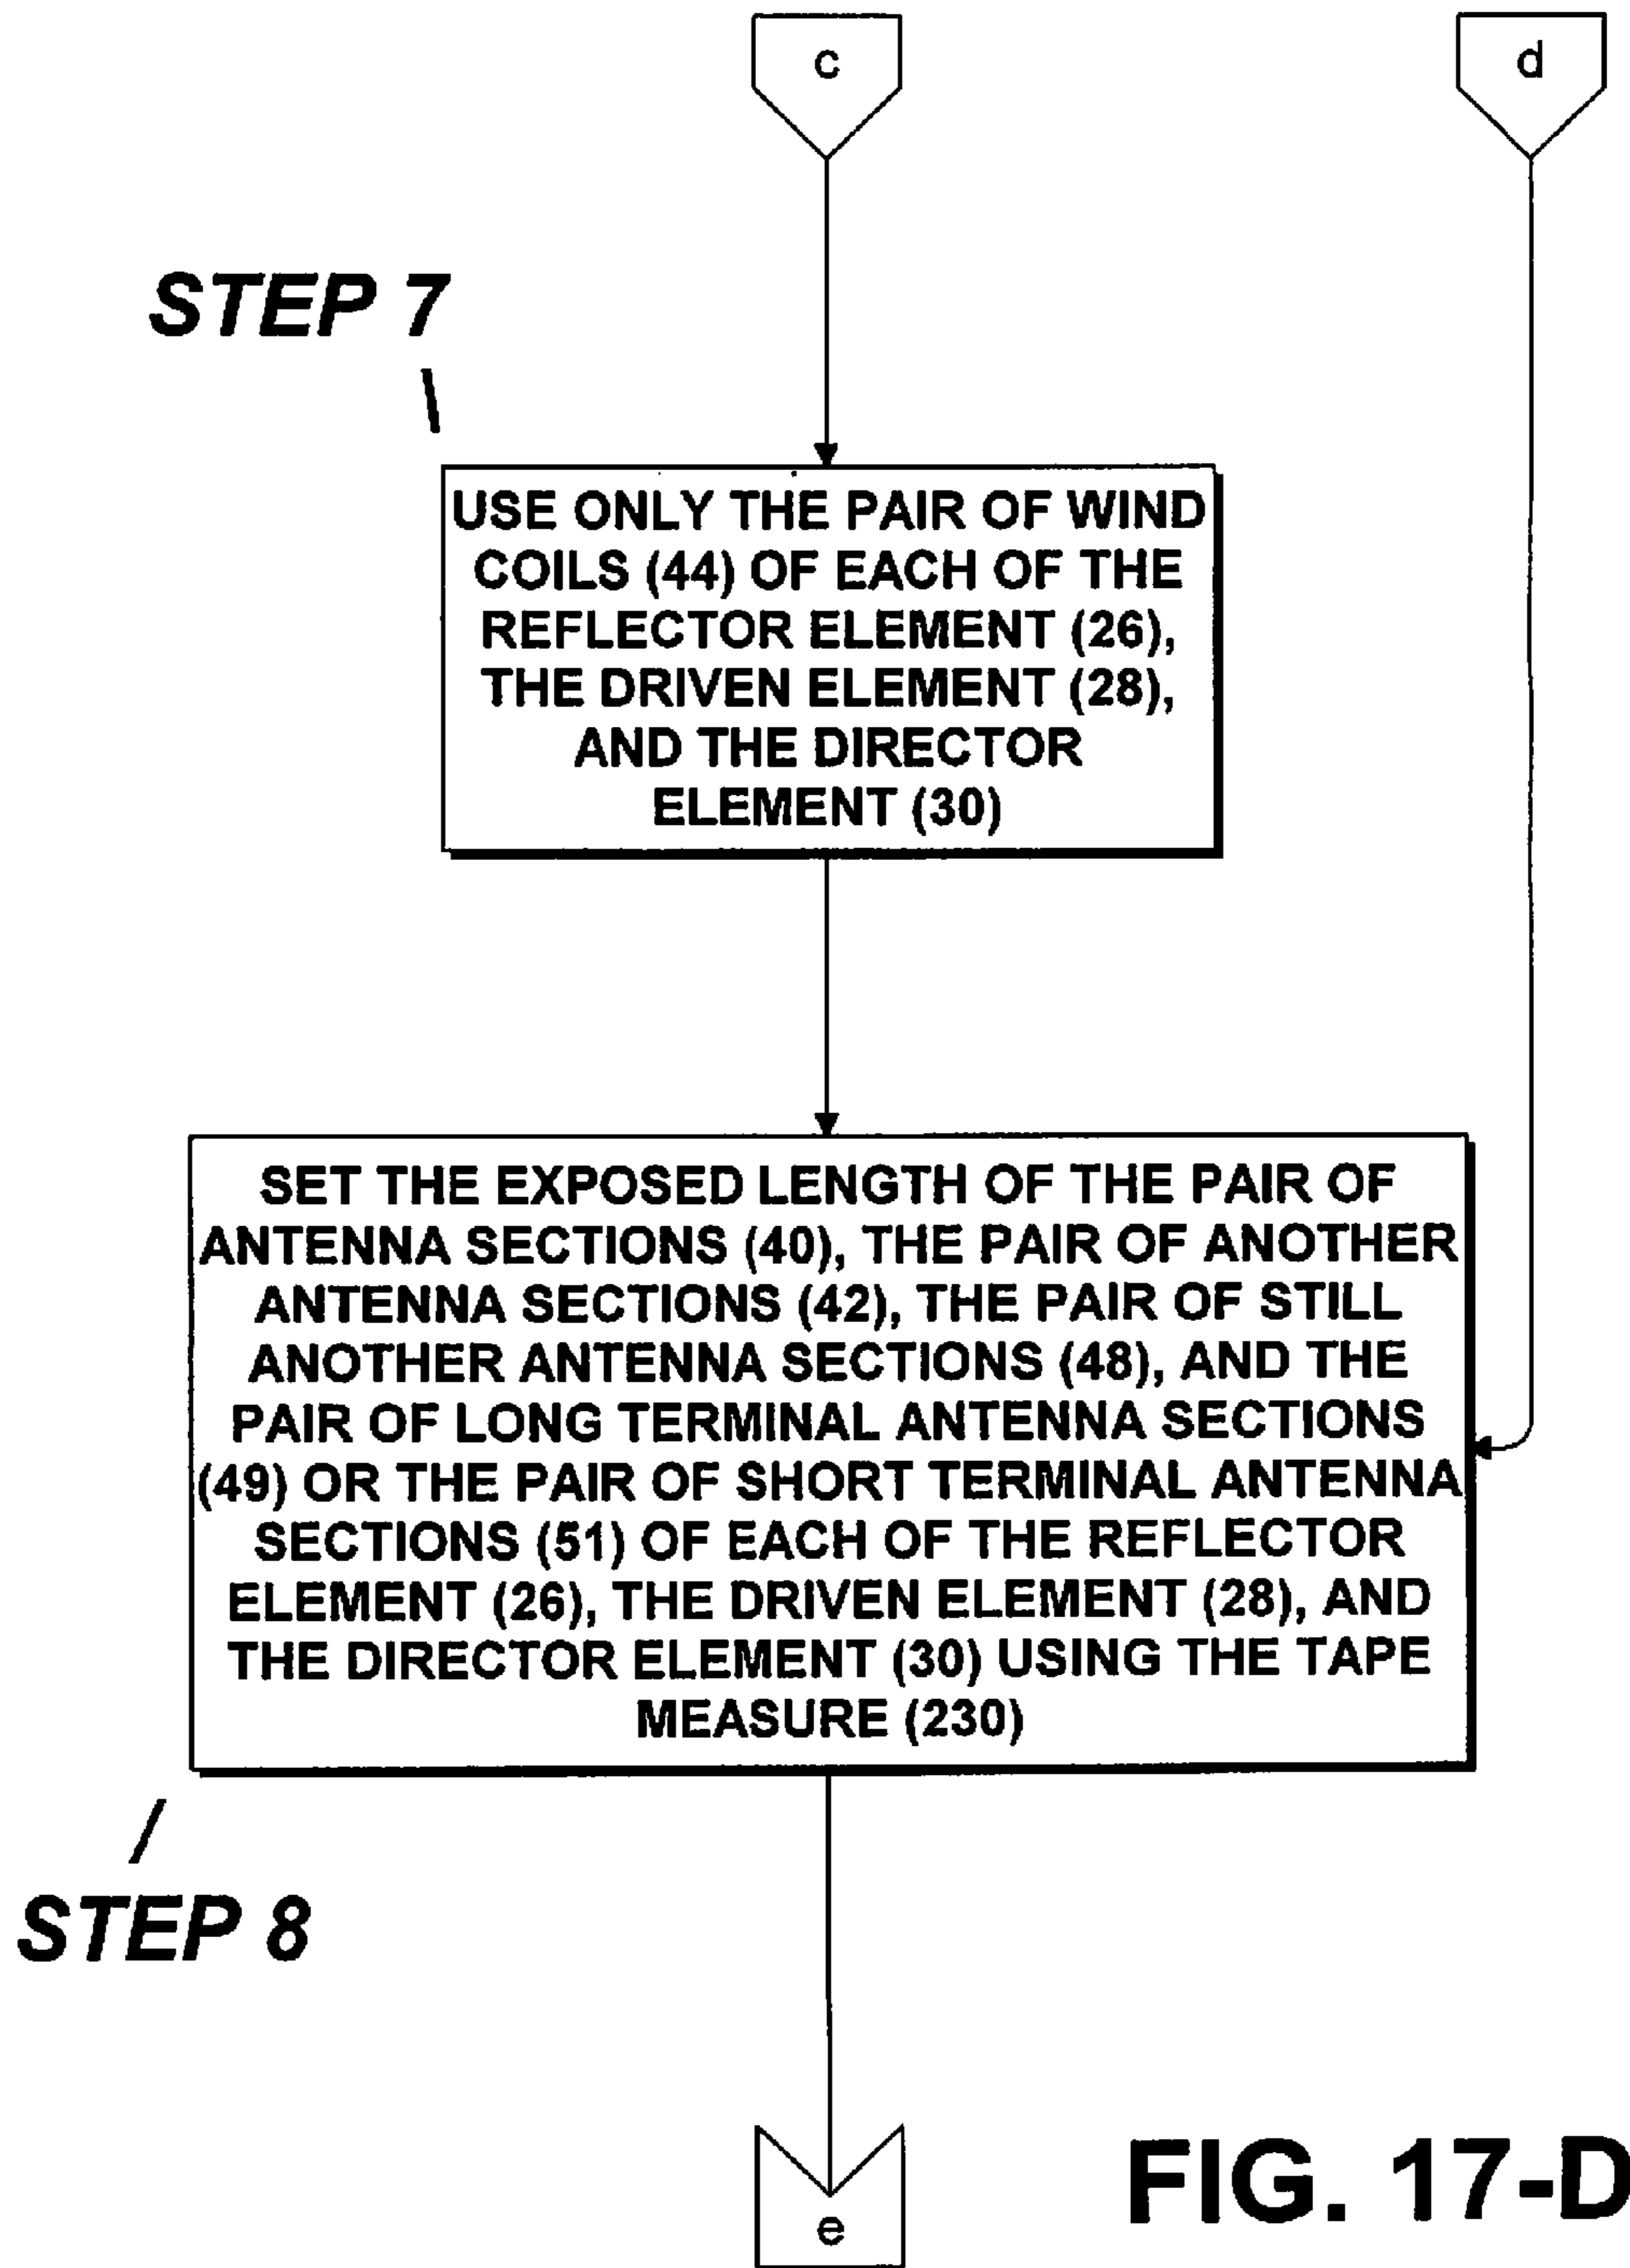 c
d
STEP 7
USE ONLY THE PAIR OF WIND
COILS (44) OF EACH OF THE
REFLECTOR ELEMENT (26),
THE DRIVEN ELEMENT (28),
AND THE DIRECTOR
ELEMENT (30)
SET THE EXPOSED LENGTH OF THE PAIR OF
ANTENNA SECTIONS (40), THE PAIR OF ANOTHER
ANTENNA SECTIONS (42), THE PAIR OF STILL
ANOTHER ANTENNA SECTIONS (48), AND THE
PAIR OF LONG TERMINAL ANTENNA SECTIONS
(49) OR THE PAIR OF SHORT TERMINAL ANTENNA
SECTIONS (51) OF EACH OF THE REFLECTOR
ELEMENT (26), THE DRIVEN ELEMENT (28), AND
THE DIRECTOR ELEMENT (30) USING THE TAPE
MEASURE (230)
STEP 8
e
FIG. 17-D